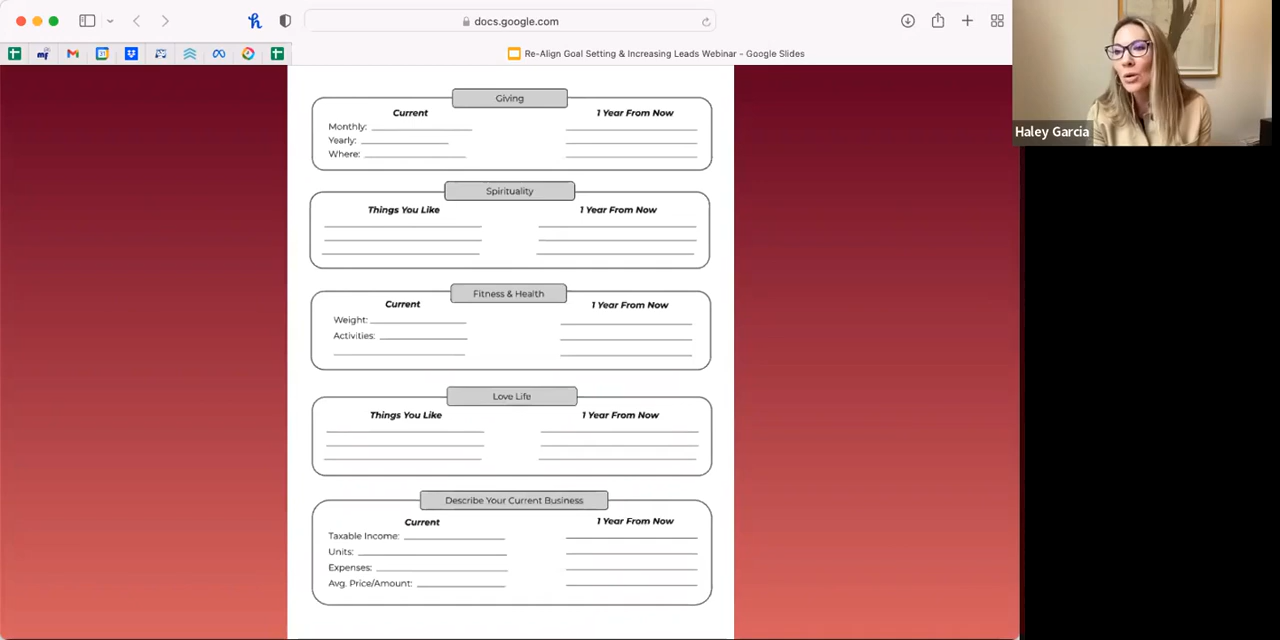 docs.google.com
Re-Align Goal Setting & Increasing Leads Webinar - Google Slides
Haley Garcia
Giving
Current 1 Year From Now
Monthly:
Yearly:
Where:
Spirituality
Things You Like 1 Year From Now
Fitness & Health
Current 1 Year From Now
Weight:
Activities:
Love Life
Things You Like 1 Year From Now
Describe Your Current Business
Current 1 Year From Now
Taxable Income:
Units:
Expenses:
Avg. Price/Amount: